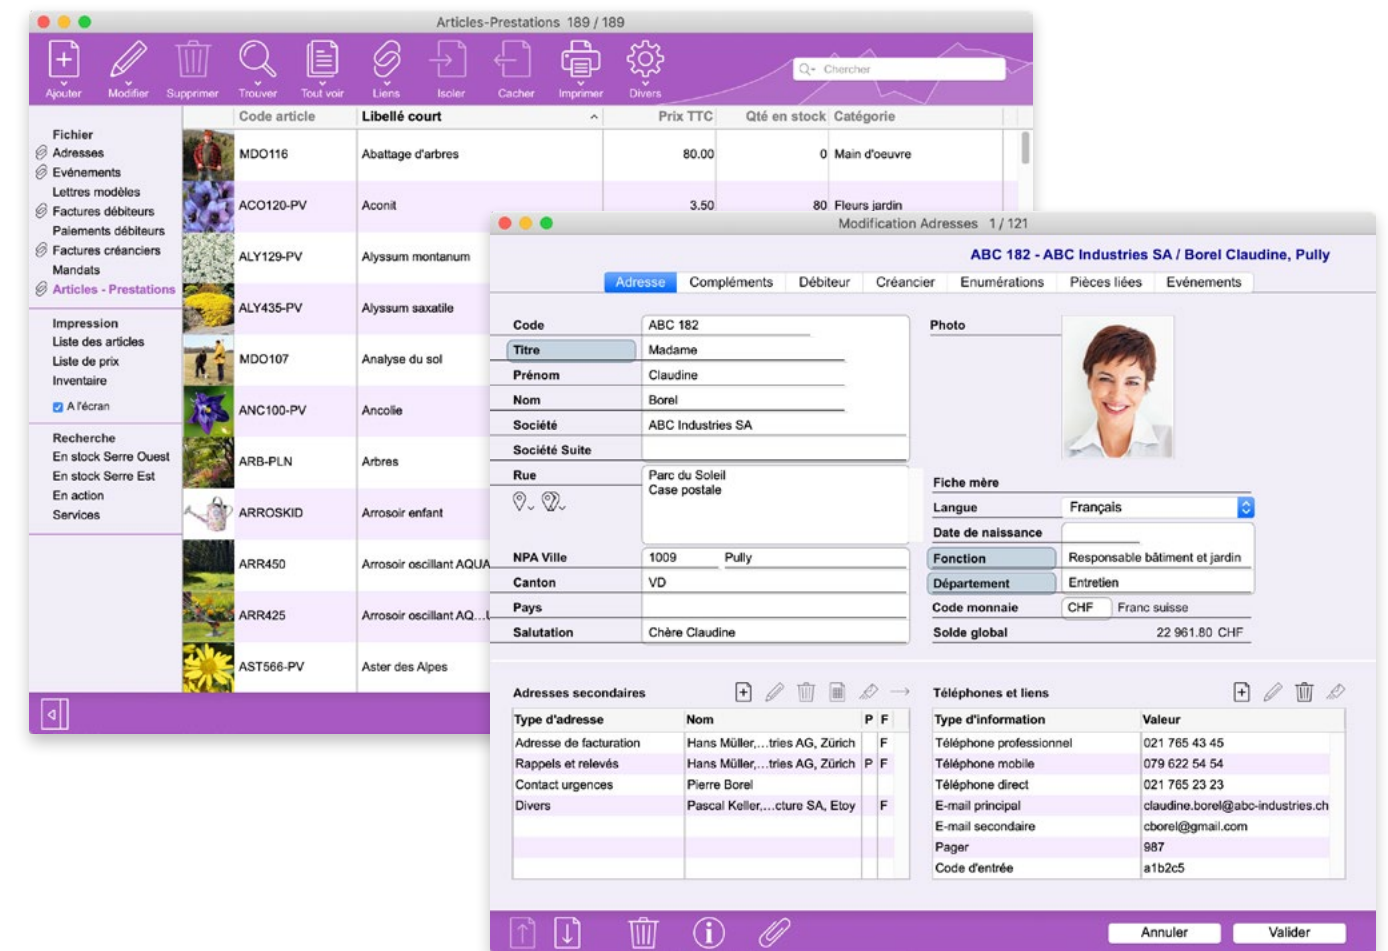 Articles-Prestations 189 / 189
Ajouter Modifier Supprimer Trouver Tout voir Liens Isoler Cacher Imprimer Divers
Chercher
Fichier
Adresses
Evénements
Lettres modèles
Factures débiteurs
Paiements débiteurs
Factures créanciers
Mandats
Articles - Prestations
Impression
Liste des articles
Liste de prix
Inventaire
A l'écran
Recherche
En stock Serre Ouest
En stock Serre Est
En action
Services
Code article Libellé court Prix TTC Qté en stock Catégorie
MDO116 Abattage d'arbres 80.00 0 Main d'oeuvre
ACO120-PV Aconit 3.50 80 Fleurs jardin
ALY129-PV Alyssum montanum
ALY435-PV Alyssum saxatile
MDO107 Analyse du sol
ANC100-PV Ancolie
ARB-PLN Arbres
ARROSKID Arrosoir enfant
ARR450 Arrosoir oscillant AQUA
ARR425 Arrosoir oscillant AQ...
AST566-PV Aster des Alpes
Modification Adresses 1 / 121
ABC 182 - ABC Industries SA / Borel Claudine, Pully
Adresse Compléments Débiteur Créancier Enumérations Pièces liées Evénements
Code ABC 182
Titre Madame
Prénom Claudine
Nom Borel
Société ABC Industries SA
Société Suite
Rue Parc du Soleil
Case postale
NPA Ville 1009 Pully
Canton VD
Pays
Salutation Chère Claudine
Photo
Fiche mère
Langue Français
Date de naissance
Fonction Responsable bâtiment et jardin
Département Entretien
Code monnaie CHF Franc suisse
Solde global 22 961.80 CHF
Adresses secondaires
Type d'adresse Nom P F
Adresse de facturation Hans Müller,...tries AG, Zürich F
Rappels et relevés Hans Müller,...tries AG, Zürich P F
Contact urgences Pierre Borel
Divers Pascal Keller,...cture SA, Etoy F
Téléphones et liens
Type d'information Valeur
Téléphone professionnel 021 765 43 45
Téléphone mobile 079 622 54 54
Téléphone direct 021 765 23 23
E-mail principal claudine.borel@abc-industries.ch
E-mail secondaire cborel@gmail.com
Pager 987
Code d'entrée a1b2c5
Annuler Valider